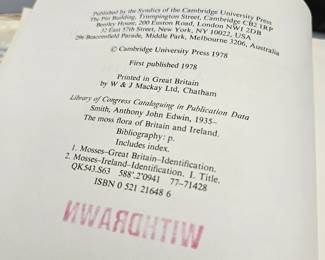 Published by the Syndics of the Cambridge University Press
The Pitt Building, Trumpington Street, Cambridge CB2 1RP
Bentley House, 200 Euston Road, London NW1 2DB
32 East 57th Street, New York, NY 10022, USA
296 Beaconsfield Parade, Middle Park, Melbourne 3206, Australia
© Cambridge University Press 1978
First published 1978
Printed in Great Britain
by W & J Mackay Ltd, Chatham
Library of Congress Cataloguing in Publication Data
Smith, Anthony John Edwin, 1935–
The moss flora of Britain and Ireland.
Bibliography: p.
Includes index.
1. Mosses–Great Britain–Identification.
2. Mosses–Ireland–Identification. I. Title.
QK543.S63 588'.2'0941 77–71428
ISBN 0 521 21648 6
WITHDRAWN